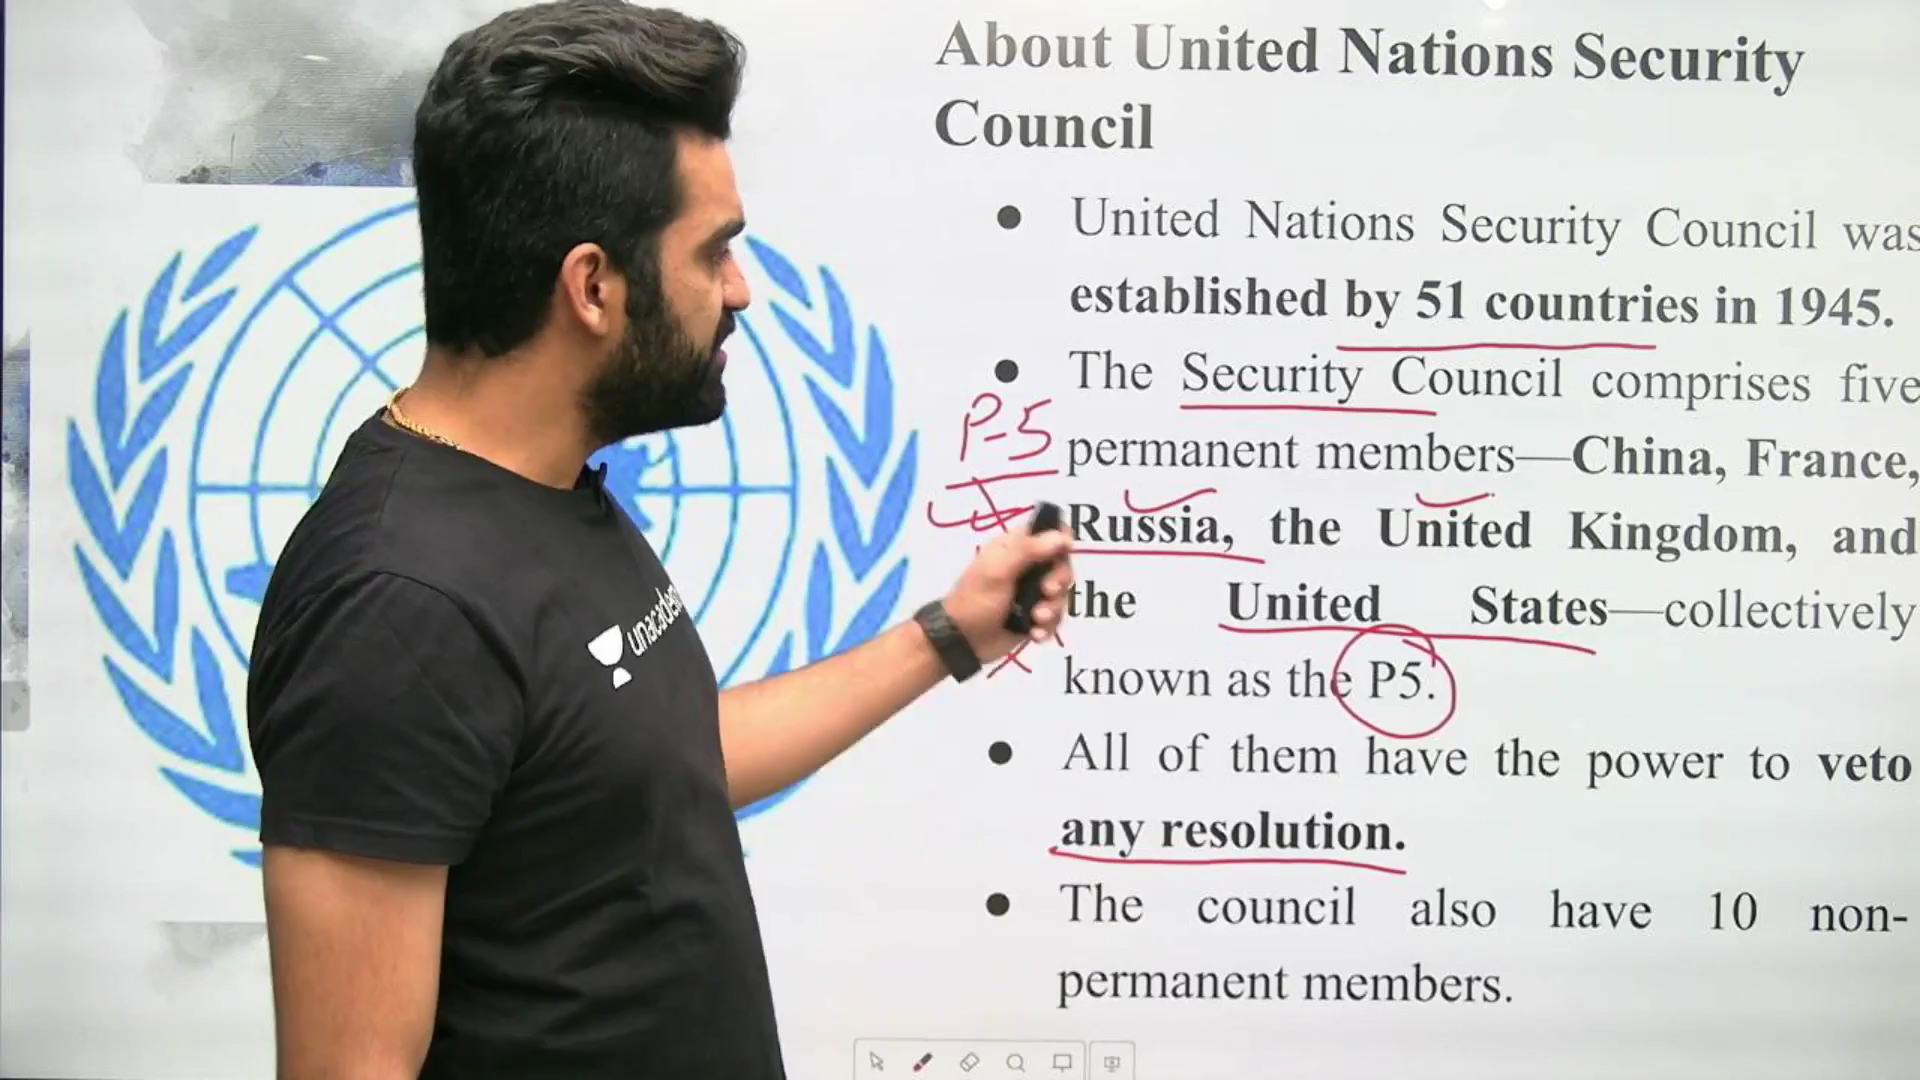 About United Nations Security
Council
● United Nations Security Council was
established by 51 countries in 1945.
● The Security Council comprises five
P-5
permanent members—China, France,
Russia, the United Kingdom, and
the United States—collectively
known as the P5.
● All of them have the power to veto
any resolution.
● The council also have 10 non-
permanent members.
unacademy